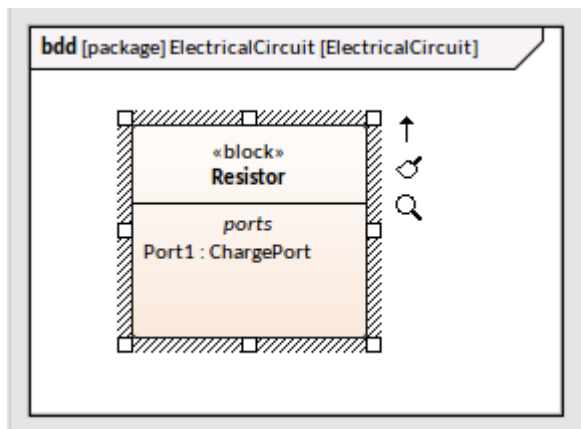 bdd [package] ElectricalCircuit [ElectricalCircuit]
«block»
Resistor
ports
Port1 : ChargePort